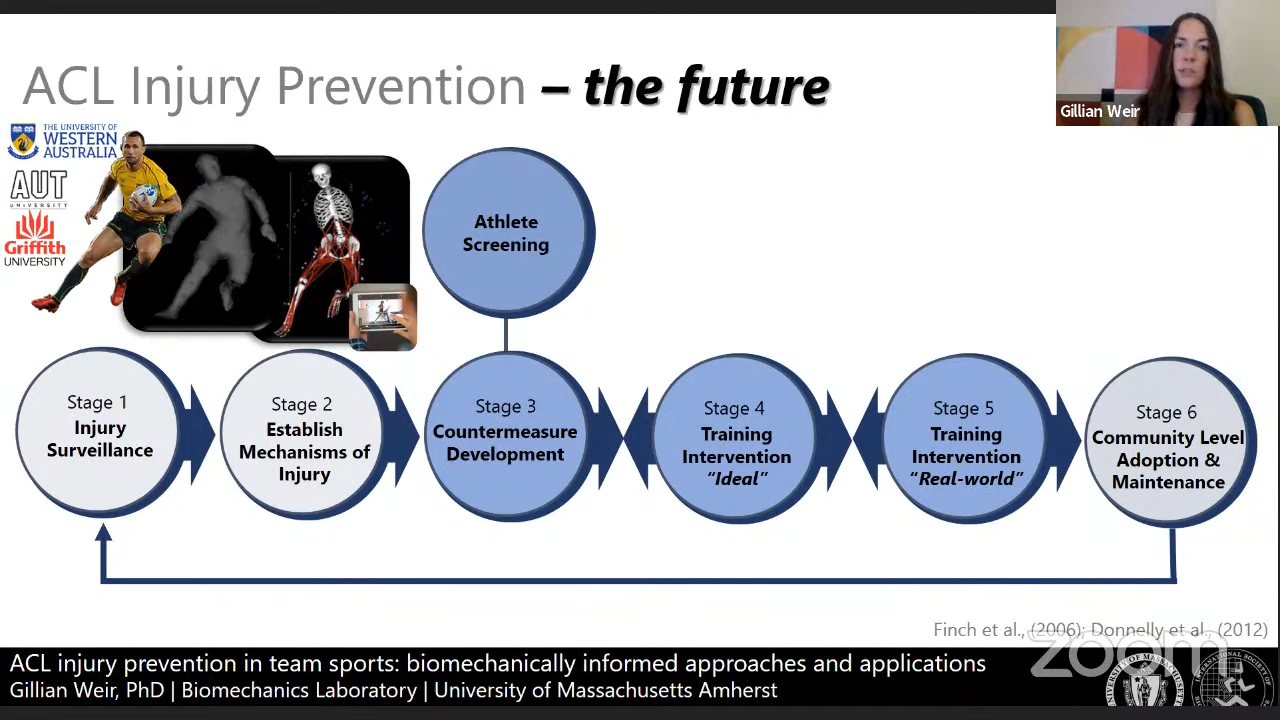 ACL Injury Prevention – the future
Gillian Weir
THE UNIVERSITY OF
WESTERN
AUSTRALIA
AUT
UNIVERSITY
Griffith
UNIVERSITY
Athlete
Screening
Stage 1
Injury
Surveillance
Stage 2
Establish
Mechanisms of
Injury
Stage 3
Countermeasure
Development
Stage 4
Training
Intervention
“Ideal”
Stage 5
Training
Intervention
“Real-world”
Stage 6
Community Level
Adoption &
Maintenance
Finch et al., (2006); Donnelly et al., (2012)
zoom
ACL injury prevention in team sports: biomechanically informed approaches and applications
Gillian Weir, PhD | Biomechanics Laboratory | University of Massachusetts Amherst